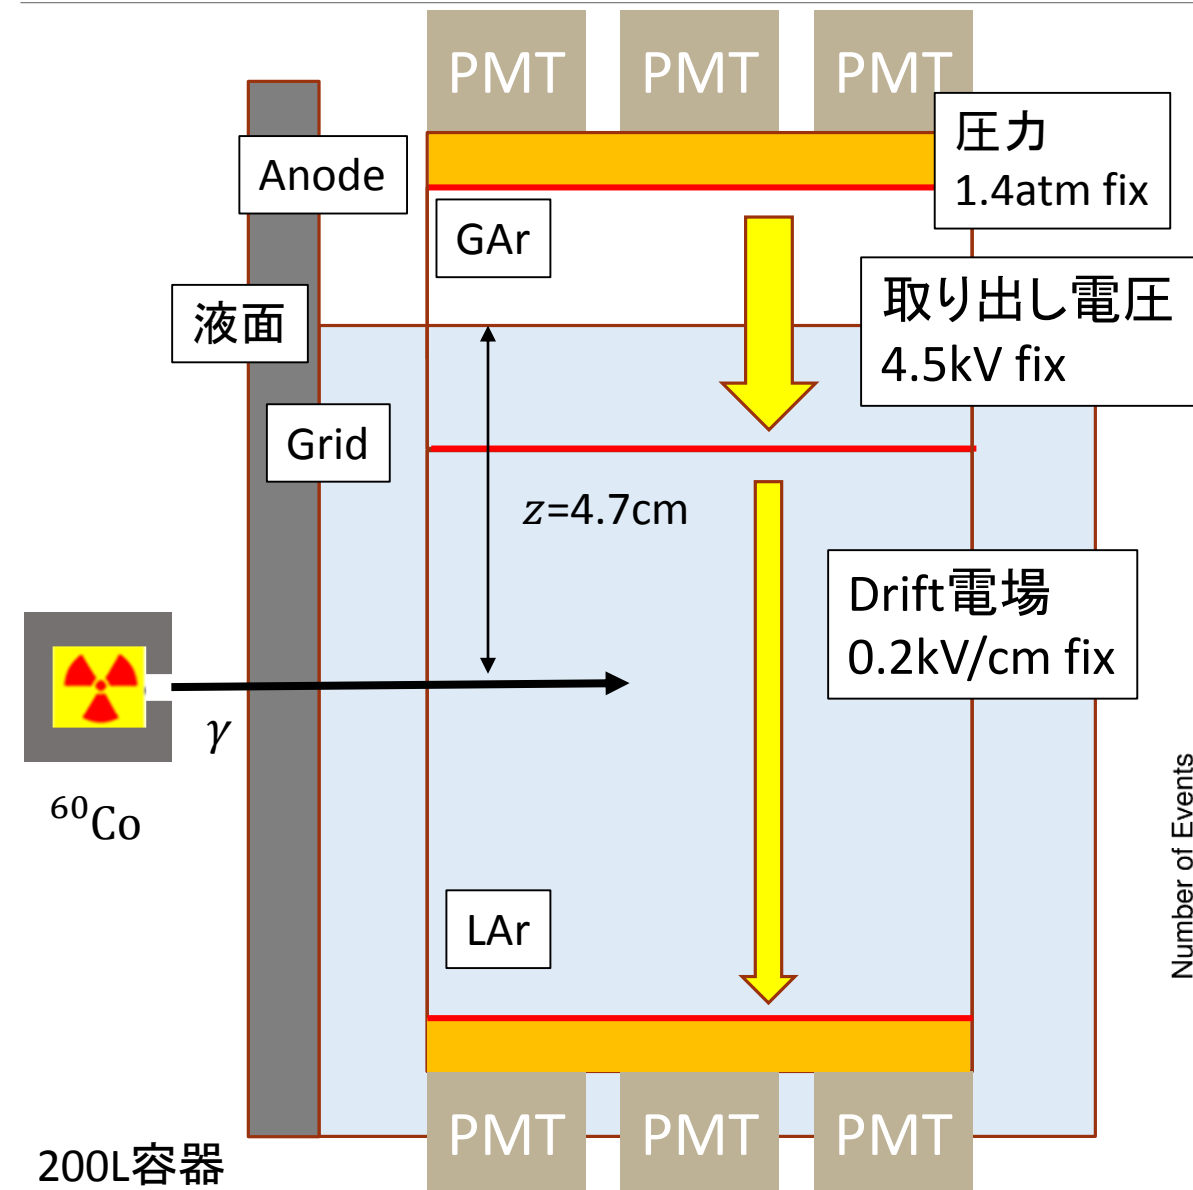 PMT PMT PMT
圧力
1.4atm fix
Anode
GAr
取り出し電圧
4.5kV fix
液面
Grid
z=4.7cm
Drift電場
0.2kV/cm fix
γ
⁶⁰Co
Number of Events
LAr
PMT PMT PMT
200L容器